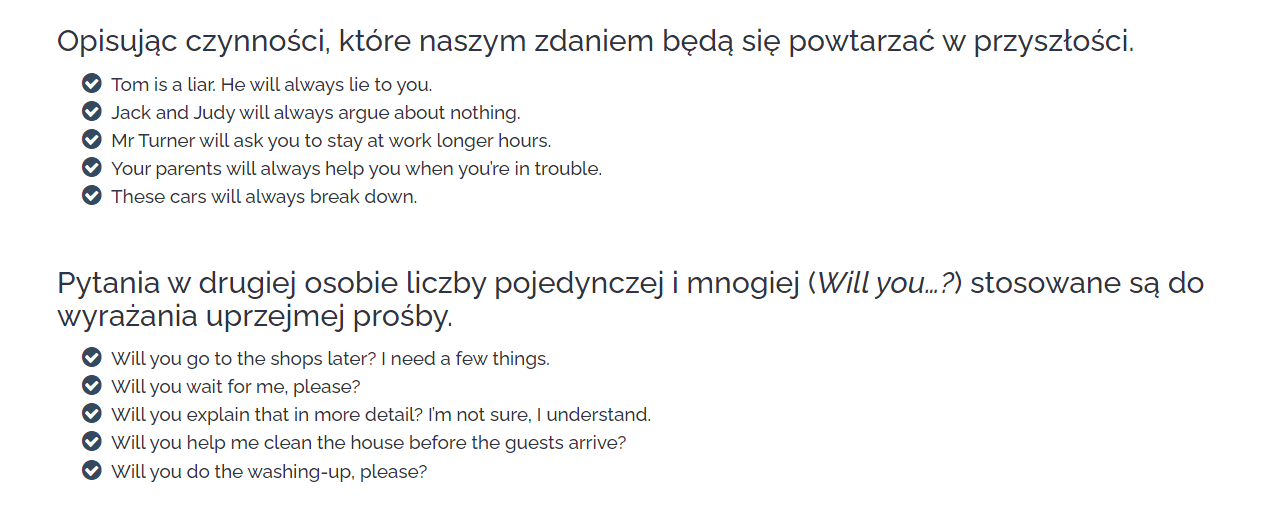 Opisując czynności, które naszym zdaniem będą się powtarzać w przyszłości.
Tom is a liar. He will always lie to you.
Jack and Judy will always argue about nothing.
Mr Turner will ask you to stay at work longer hours.
Your parents will always help you when you’re in trouble.
These cars will always break down.
Pytania w drugiej osobie liczby pojedynczej i mnogiej (Will you…?) stosowane są do
wyrażania uprzejmej prośby.
Will you go to the shops later? I need a few things.
Will you wait for me, please?
Will you explain that in more detail? I’m not sure, I understand.
Will you help me clean the house before the guests arrive?
Will you do the washing-up, please?